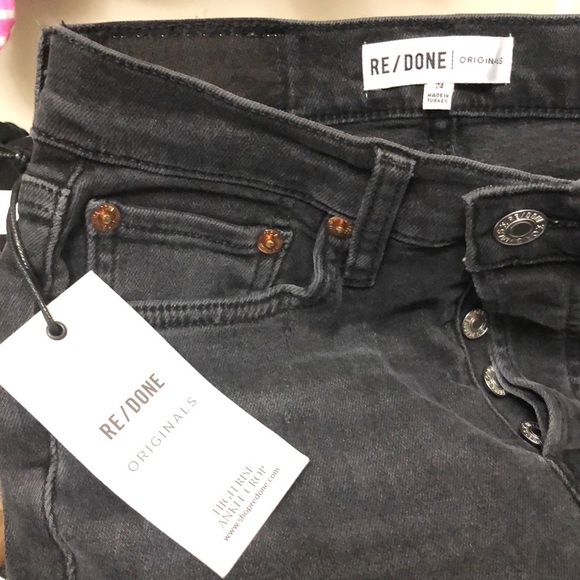 RE/DONE | ORIGINALS
24
MADE IN
TURKEY
RE/DONE
ORIGINALS
HIGH RISE
ANKLE CROP
www.shopredone.com